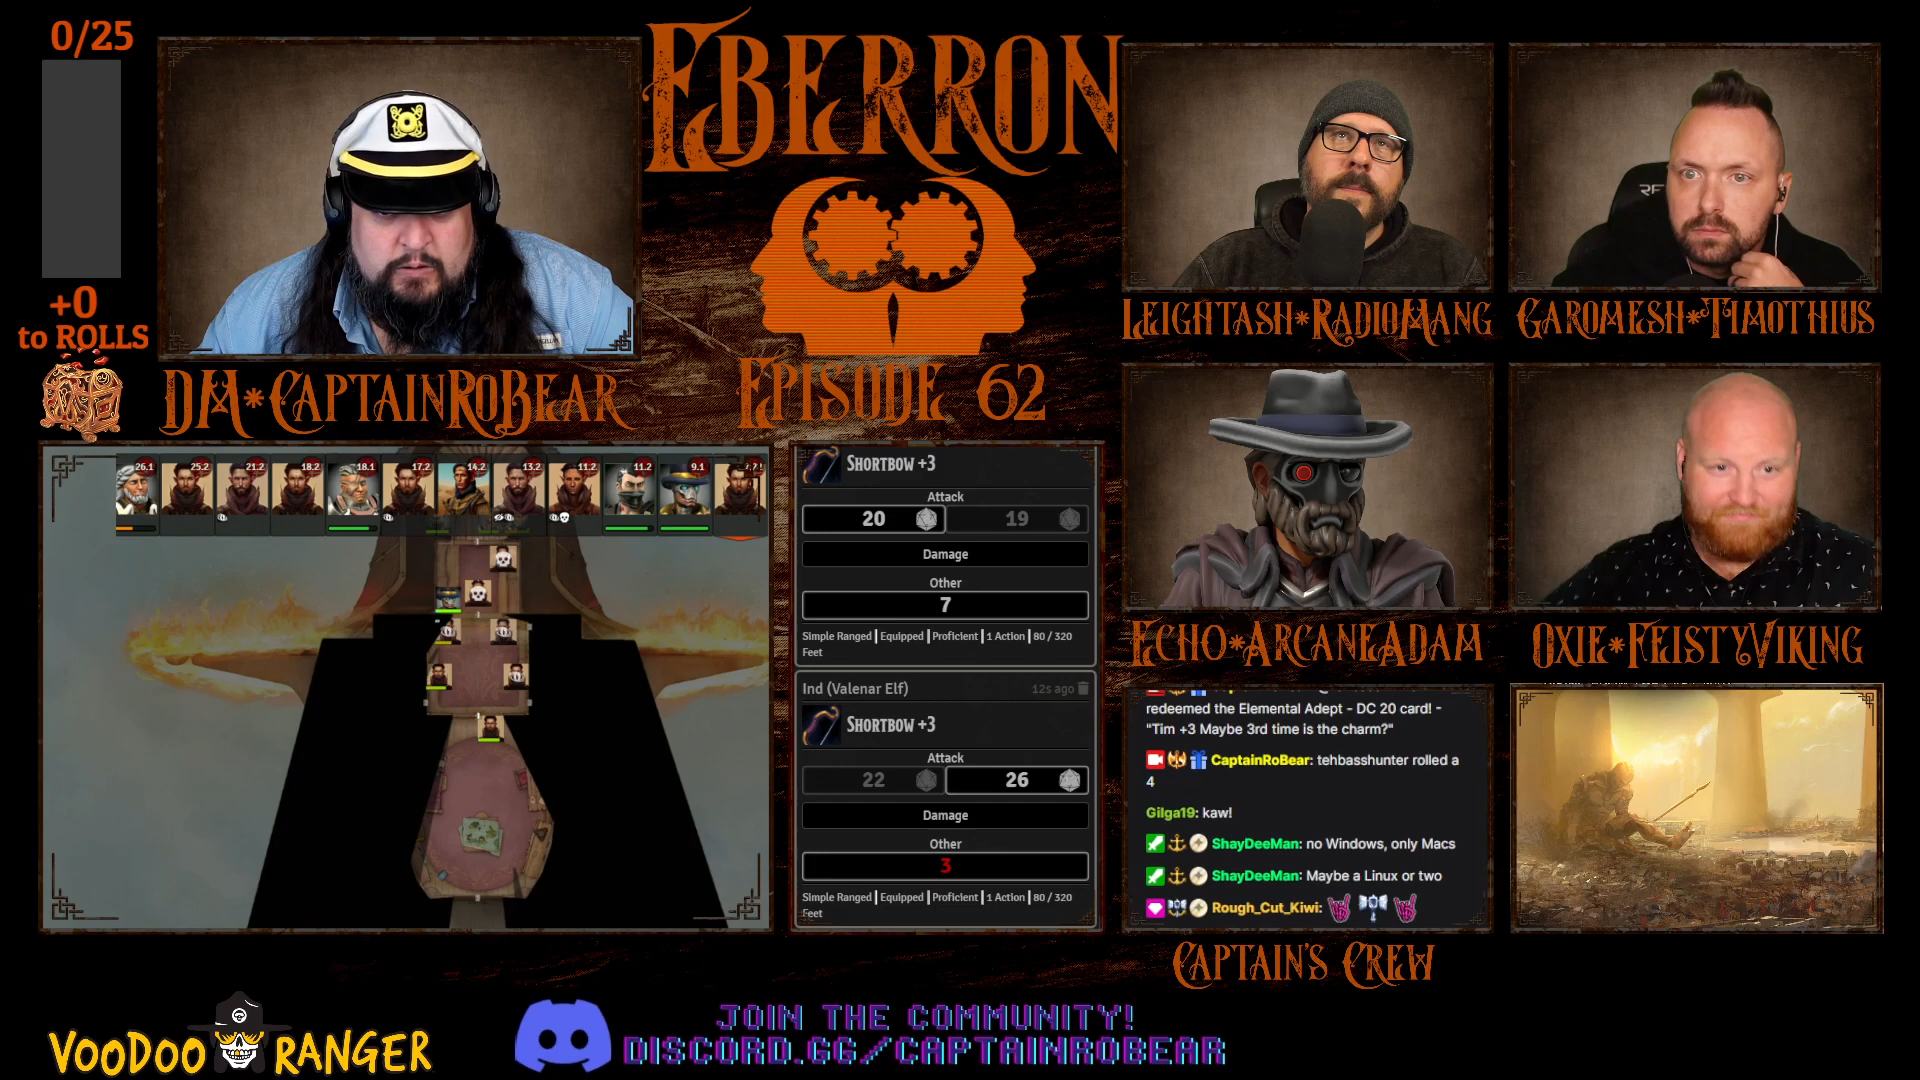 0/25
+0
to ROLLS
DM*CaptainRoBear
Eberron
Episode 62
Leightash*RadioMang
Garomesh*Timothius
Echo*ArcaneAdam
Oxie*FeistyViking
26.1 25.2 21.2 18.2 18.1 17.2 14.2 13.2 11.2 11.2 9.1
Shortbow +3
Attack
20 19
Damage
Other
7
Simple Ranged | Equipped | Proficient | 1 Action | 80 / 320
Feet
Ind (Valenar Elf) 12s ago
Shortbow +3
Attack
22 26
Damage
Other
3
Simple Ranged | Equipped | Proficient | 1 Action | 80 / 320
Feet
redeemed the Elemental Adept - DC 20 card! -
"Tim +3 Maybe 3rd time is the charm?"
CaptainRoBear: tehbasshunter rolled a
4
Gilga19: kaw!
ShayDeeMan: no Windows, only Macs
ShayDeeMan: Maybe a Linux or two
Rough_Cut_Kiwi:
Captain's Crew
VOODOO RANGER
JOIN THE COMMUNITY!
DISCORD.GG/CAPTAINROBEAR